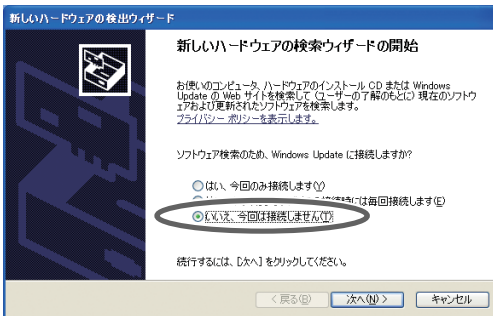 新しいハードウェアの検出ウィザード
新しいハードウェアの検索ウィザードの開始
お使いのコンピュータ、ハードウェアのインストール CD または Windows
Update の Web サイトを検索して (ユーザーの了解のもとに) 現在のソフトウ
ェアおよび更新されたソフトウェアを検索します。
プライバシー ポリシーを表示します。
ソフトウェア検索のため、Windows Update に接続しますか?
はい、今回のみ接続します(Y)
接続時には毎回接続します(E)
いいえ、今回は接続しません(T)
続行するには、[次へ] をクリックしてください。
< 戻る(B)
次へ(N) >
キャンセル